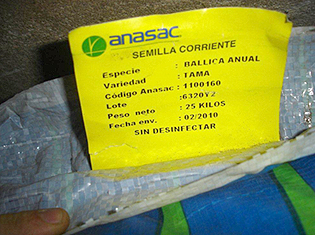 anasac
SEMILLA CORRIENTE
Especie : BALLICA ANUAL
Variedad : TAMA
Código Anasac : 1100160
Lote : 6320Y2
Peso neto : 25 KILOS
Fecha env. : 02/2010
SIN DESINFECTAR